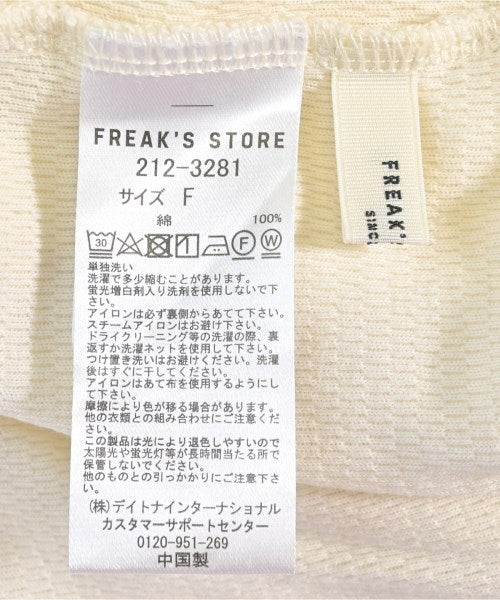 FREAK'S STORE
212-3281
サイズ F
綿 100%
30 F W
単独洗い
洗濯で多少縮むことがあります。
蛍光増白剤入り洗剤を使用しないで下
さい。
アイロンは必ず裏側からあてて下さい。
スチームアイロンはお避け下さい。
ドライクリーニング等の洗濯の際、裏
返すか洗濯ネットを使用して下さい。
つけ置き洗いはお避けください。洗濯
後はすぐに干してください。
アイロンはあて布を使用するようにし
て下さい。
摩擦により色が移る場合があります。
他の衣類との組み合わせにご注意くだ
さい。
この製品は光により退色しやすいので
太陽光や蛍光灯等が長時間当たる所で
保管しないでください。
他のものとの引っかかりにご注意くだ
さい。
(株)デイトナインターナショナル
カスタマーサポートセンター
0120-951-269
中国製
FREAK'S
SINC